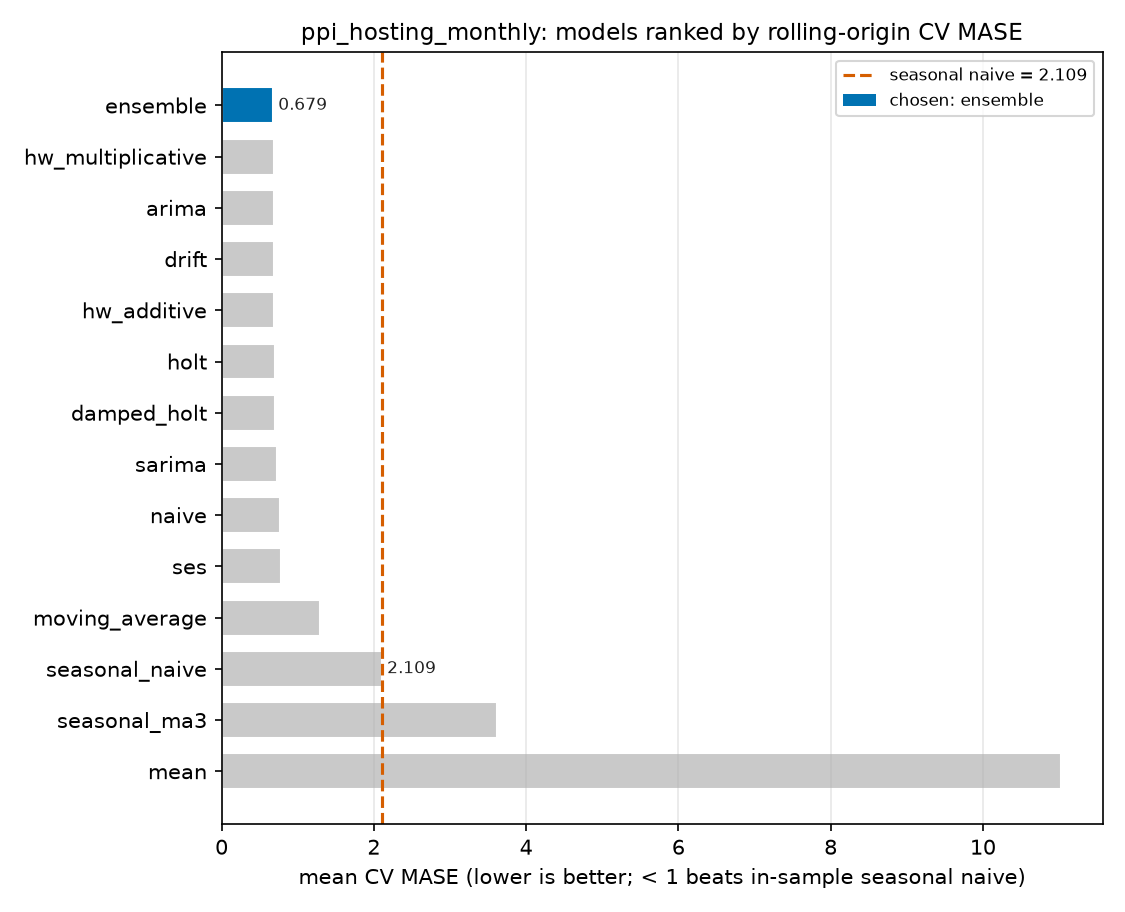 ppi_hosting_monthly: models ranked by rolling-origin CV MASE
seasonal naive = 2.109
chosen: ensemble
ensemble
0.679
hw_multiplicative
arima
drift
hw_additive
holt
damped_holt
sarima
naive
ses
moving_average
seasonal_naive
2.109
seasonal_ma3
mean
0 2 4 6 8 10
mean CV MASE (lower is better; < 1 beats in-sample seasonal naive)